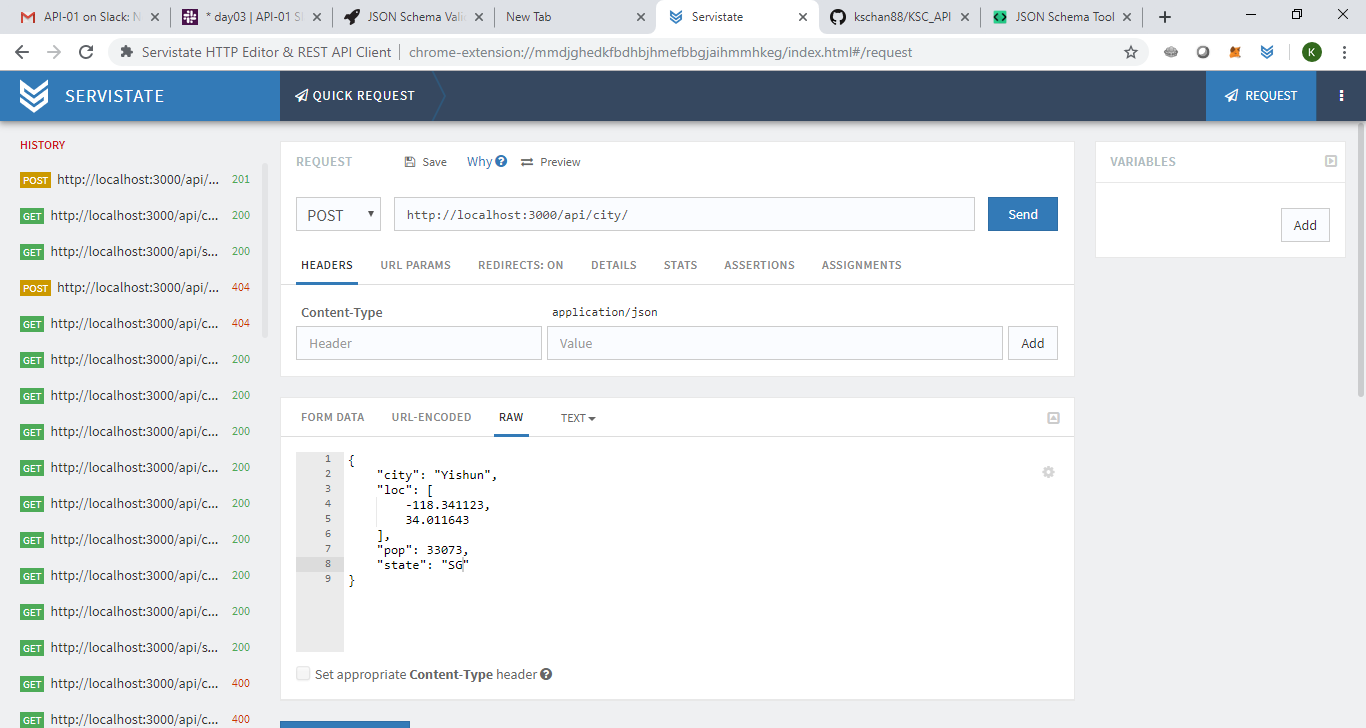 API-01 on Slack: N
* day03 | API-01 Sl
JSON Schema Valid
New Tab
Servistate
kschan88/KSC_API
JSON Schema Tool
Servistate HTTP Editor & REST API Client
chrome-extension://mmdjghedkfbdhbjhmefbbgjaihmmhkeg/index.html#/request
K
SERVISTATE
QUICK REQUEST
REQUEST
HISTORY
POST http://localhost:3000/api/... 201
GET http://localhost:3000/api/c... 200
GET http://localhost:3000/api/s... 200
POST http://localhost:3000/api/... 404
GET http://localhost:3000/api/c... 404
GET http://localhost:3000/api/c... 200
GET http://localhost:3000/api/c... 200
GET http://localhost:3000/api/c... 200
GET http://localhost:3000/api/c... 200
GET http://localhost:3000/api/c... 200
GET http://localhost:3000/api/c... 200
GET http://localhost:3000/api/c... 200
GET http://localhost:3000/api/c... 200
GET http://localhost:3000/api/s... 200
GET http://localhost:3000/api/c... 400
GET http://localhost:3000/api/c... 400
REQUEST Save Why ? Preview
POST http://localhost:3000/api/city/ Send
HEADERS URL PARAMS REDIRECTS: ON DETAILS STATS ASSERTIONS ASSIGNMENTS
Content-Type application/json
Header Value Add
FORM DATA URL-ENCODED RAW TEXT
1 {
2 "city": "Yishun",
3 "loc": [
4 -118.341123,
5 34.011643
6 ],
7 "pop": 33073,
8 "state": "SG"
9 }
Set appropriate Content-Type header ?
VARIABLES
Add